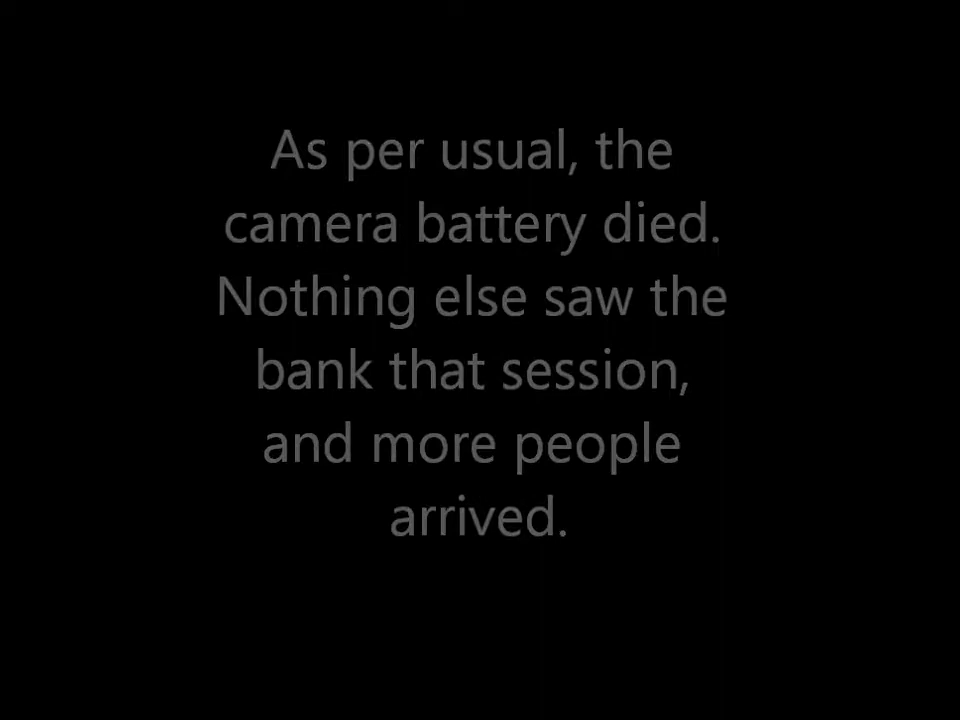 As per usual, the
camera battery died.
Nothing else saw the
bank that session,
and more people
arrived.